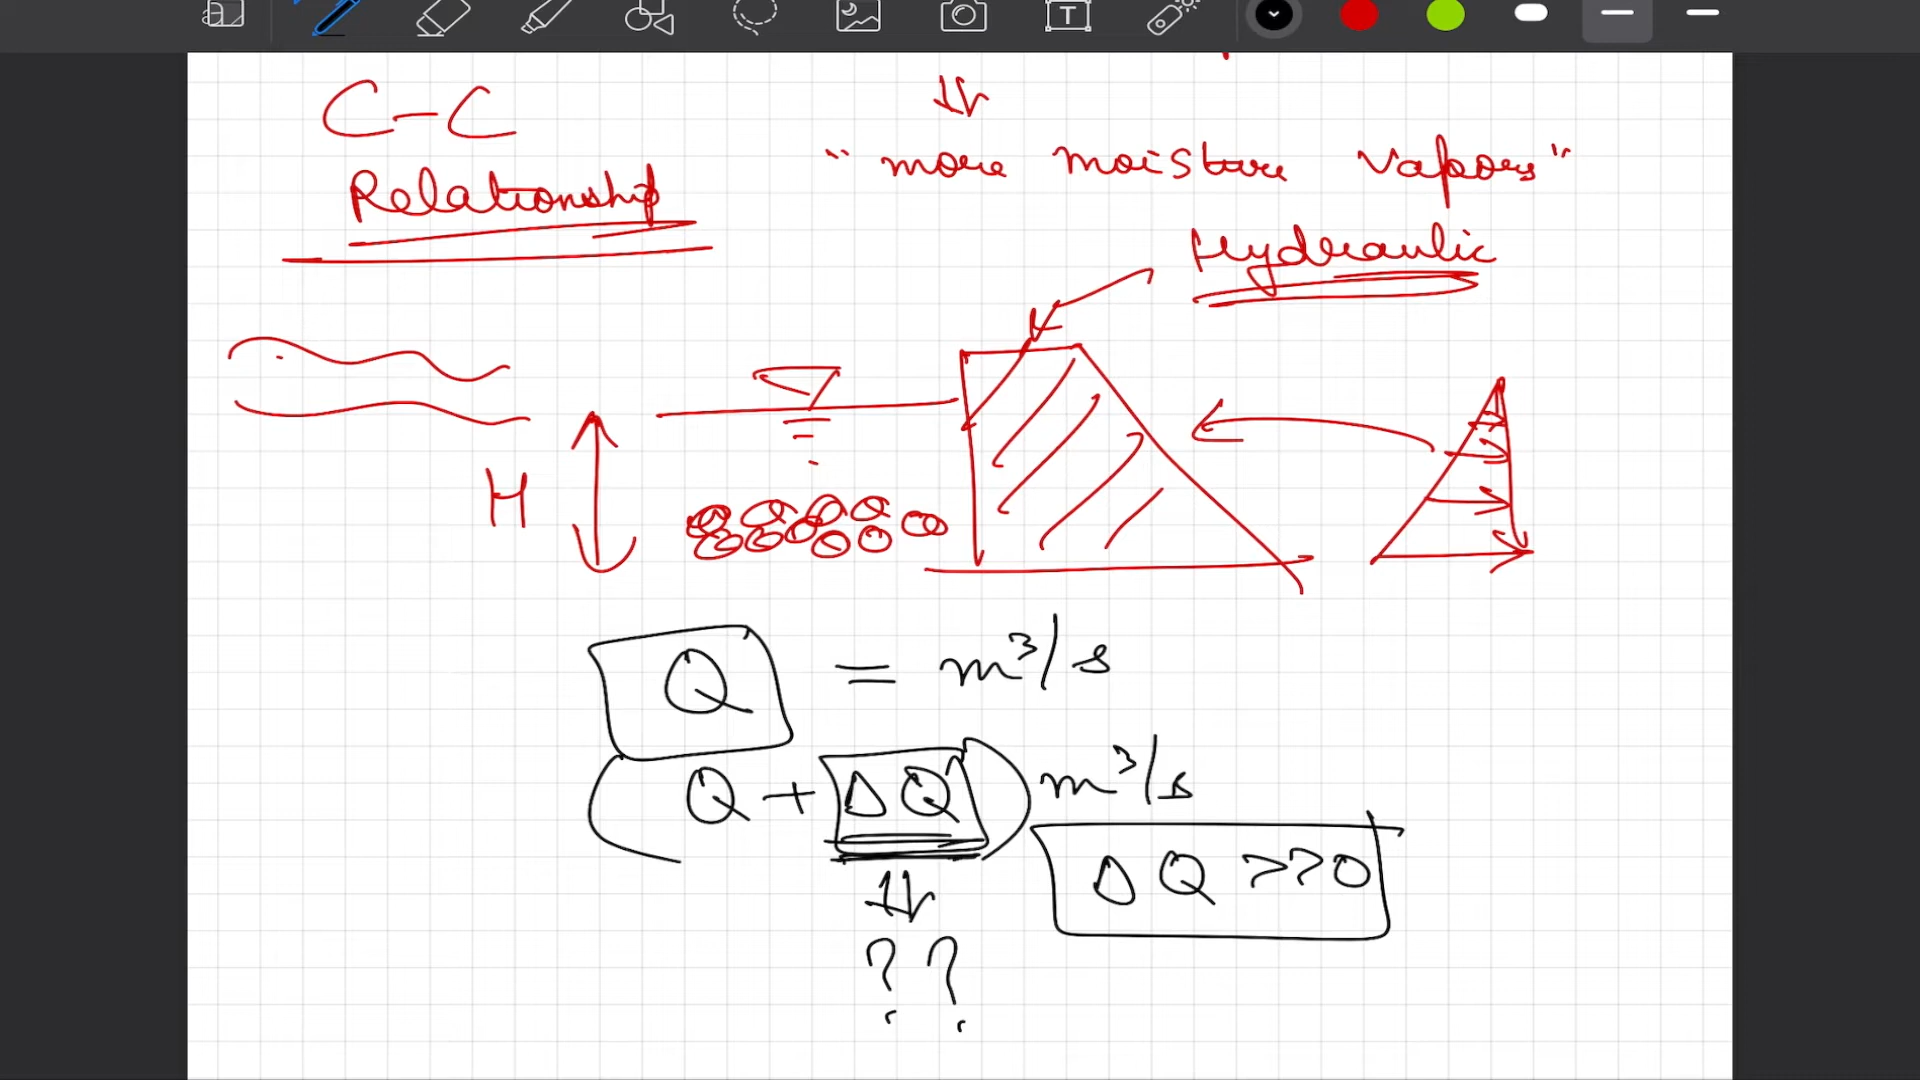 C-C
Relationship
"more moisture vapors"
Hydraulic
H
Q = m³/s
(Q + ΔQ) m³/s
ΔQ >>0
??